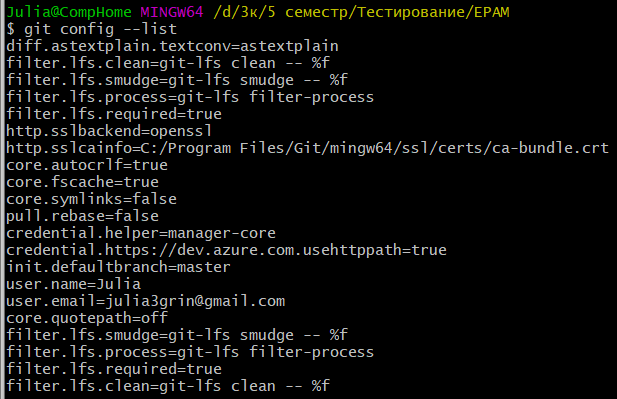 Julia@CompHome MINGW64 /d/3к/5 семестр/Тестирование/EPAM
$ git config --list
diff.astextplain.textconv=astextplain
filter.lfs.clean=git-lfs clean -- %f
filter.lfs.smudge=git-lfs smudge -- %f
filter.lfs.process=git-lfs filter-process
filter.lfs.required=true
http.sslbackend=openssl
http.sslcainfo=C:/Program Files/Git/mingw64/ssl/certs/ca-bundle.crt
core.autocrlf=true
core.fscache=true
core.symlinks=false
pull.rebase=false
credential.helper=manager-core
credential.https://dev.azure.com.usehttppath=true
init.defaultbranch=master
user.name=Julia
user.email=julia3grin@gmail.com
core.quotepath=off
filter.lfs.smudge=git-lfs smudge -- %f
filter.lfs.process=git-lfs filter-process
filter.lfs.required=true
filter.lfs.clean=git-lfs clean -- %f